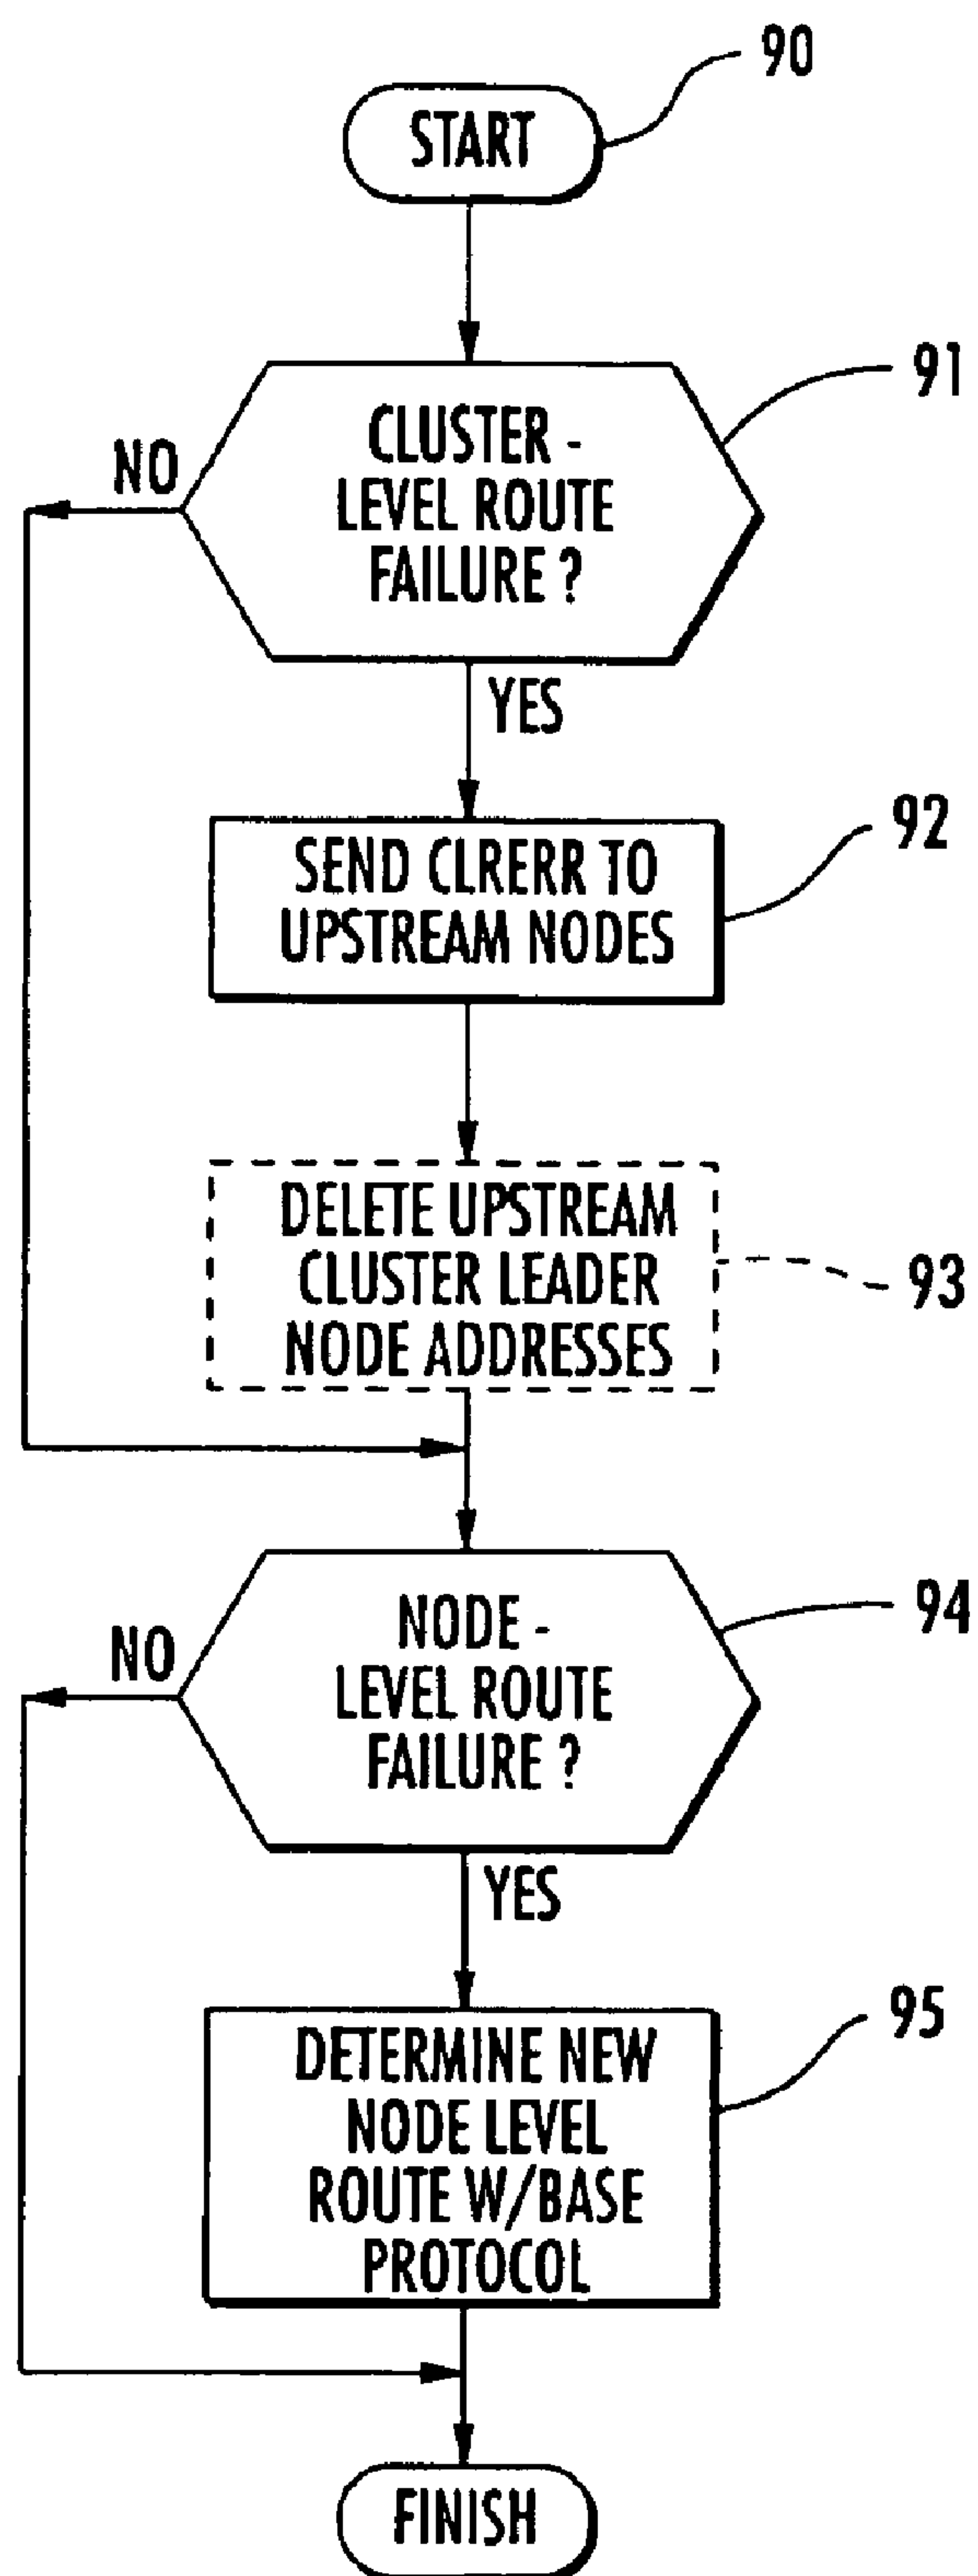 90
START
91
CLUSTER -
LEVEL ROUTE
FAILURE ?
NO
YES
92
SEND CLRERR TO
UPSTREAM NODES
DELETE UPSTREAM
CLUSTER LEADER
NODE ADDRESSES
93
NODE -
LEVEL ROUTE
FAILURE ?
94
NO
YES
95
DETERMINE NEW
NODE LEVEL
ROUTE W/BASE
PROTOCOL
FINISH